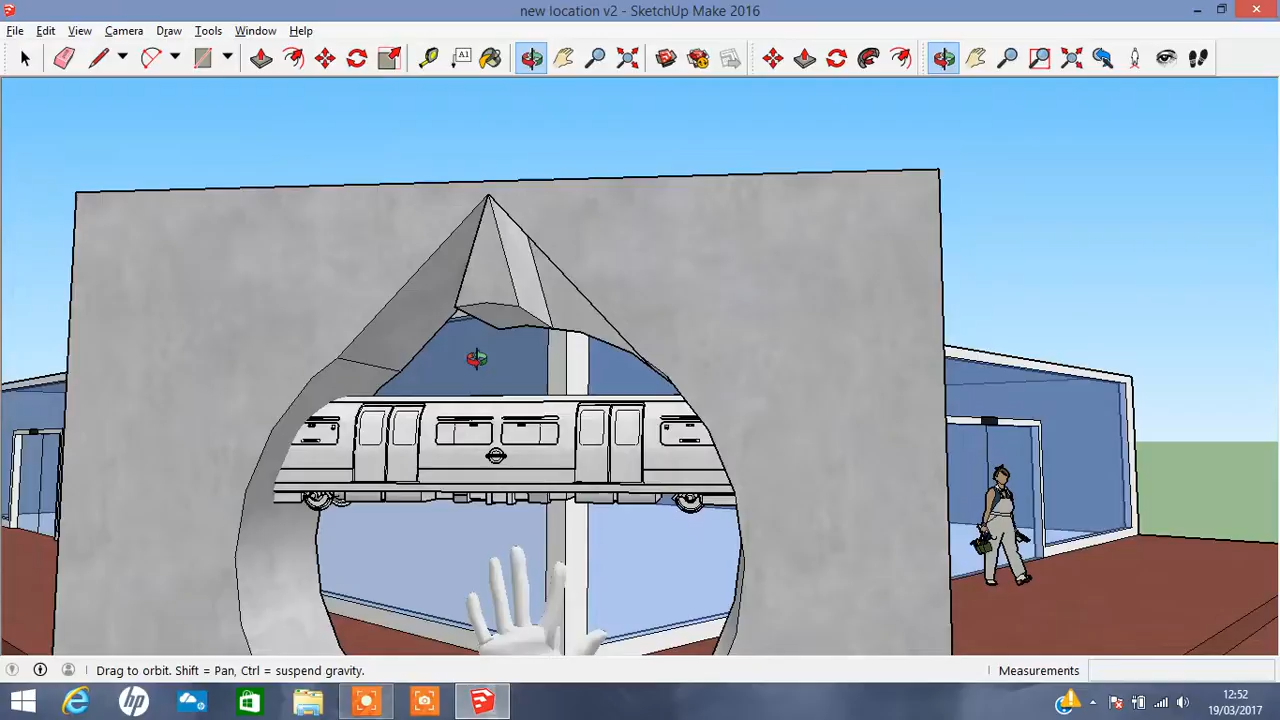 new location v2 - SketchUp Make 2016
File Edit View Camera Draw Tools Window Help
A1
Drag to orbit. Shift = Pan, Ctrl = suspend gravity.
Measurements
12:52
19/03/2017